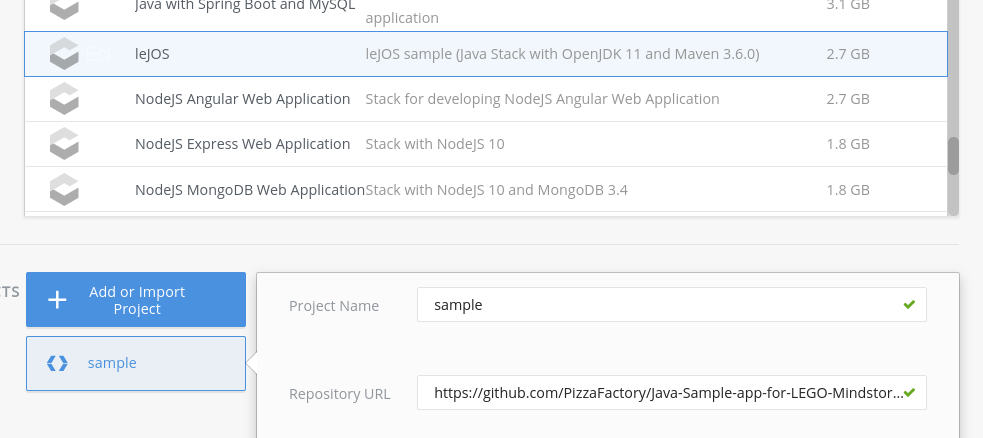 Java with Spring Boot and MySQL
application
3.1 GB
leJOS leJOS sample (Java Stack with OpenJDK 11 and Maven 3.6.0) 2.7 GB
NodeJS Angular Web Application Stack for developing NodeJS Angular Web Application 2.7 GB
NodeJS Express Web Application Stack with NodeJS 10 1.8 GB
NodeJS MongoDB Web Application Stack with NodeJS 10 and MongoDB 3.4 1.8 GB
CTS
Add or Import
Project
sample
Project Name sample
Repository URL https://github.com/PizzaFactory/Java-Sample-app-for-LEGO-Mindstor...